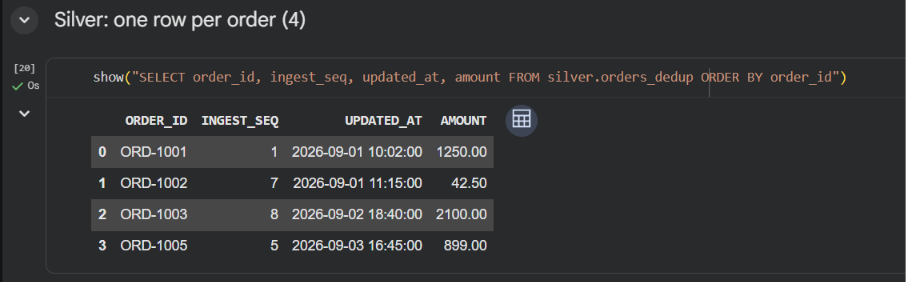 Silver: one row per order (4)
[20]
0s
show("SELECT order_id, ingest_seq, updated_at, amount FROM silver.orders_dedup ORDER BY order_id")
ORDER_ID INGEST_SEQ UPDATED_AT AMOUNT
0 ORD-1001 1 2026-09-01 10:02:00 1250.00
1 ORD-1002 7 2026-09-01 11:15:00 42.50
2 ORD-1003 8 2026-09-02 18:40:00 2100.00
3 ORD-1005 5 2026-09-03 16:45:00 899.00